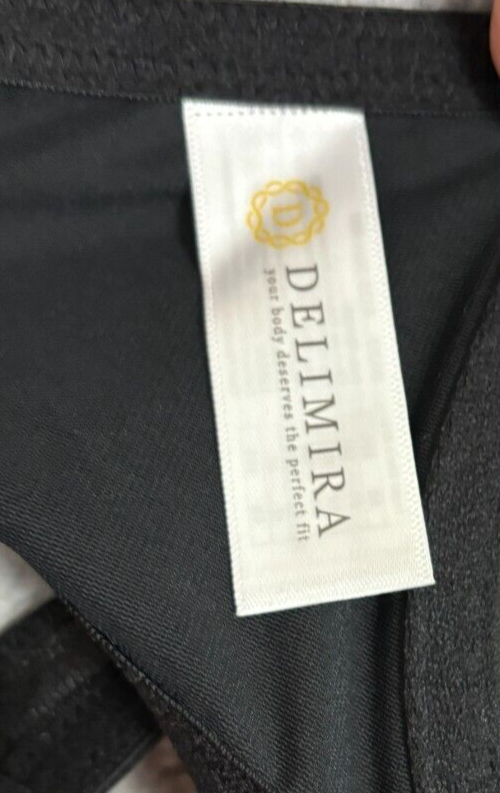 D
DELIMIRA
your body deserves the perfect fit